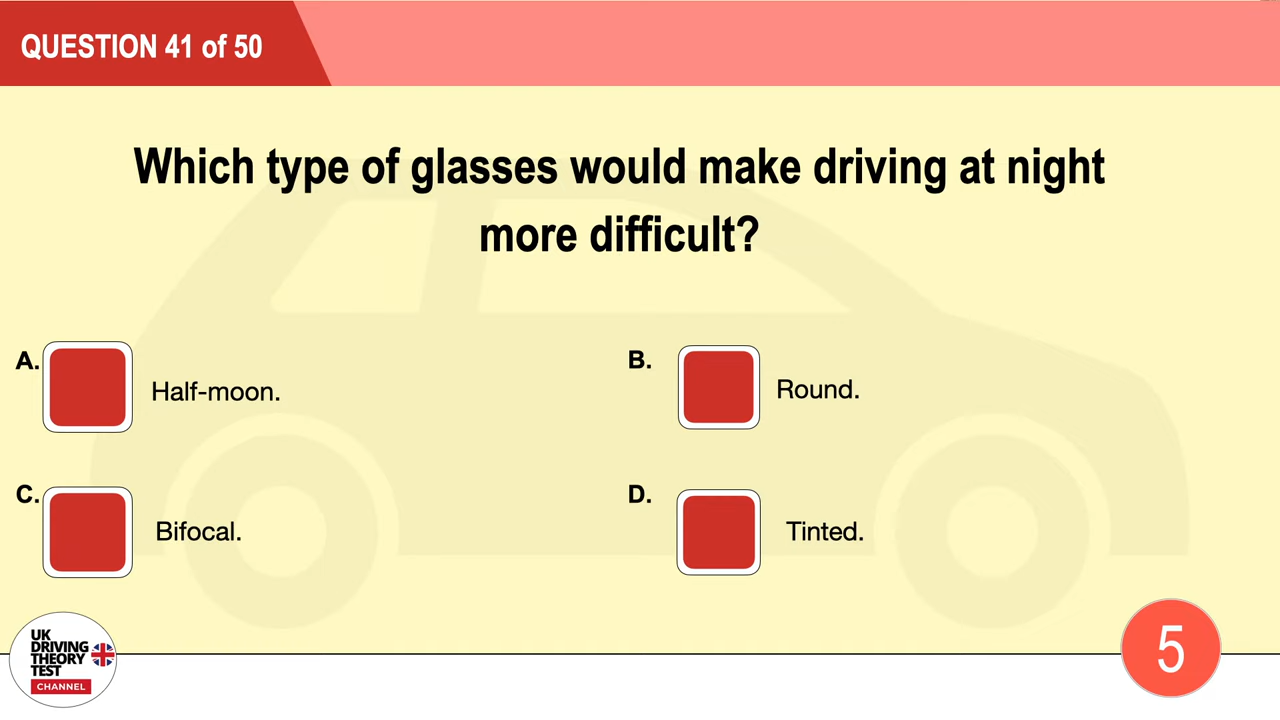 QUESTION 41 of 50
Which type of glasses would make driving at night
more difficult?
A.
Half-moon.
B.
Round.
C.
Bifocal.
D.
Tinted.
UK
DRIVING
THEORY
TEST
CHANNEL
5